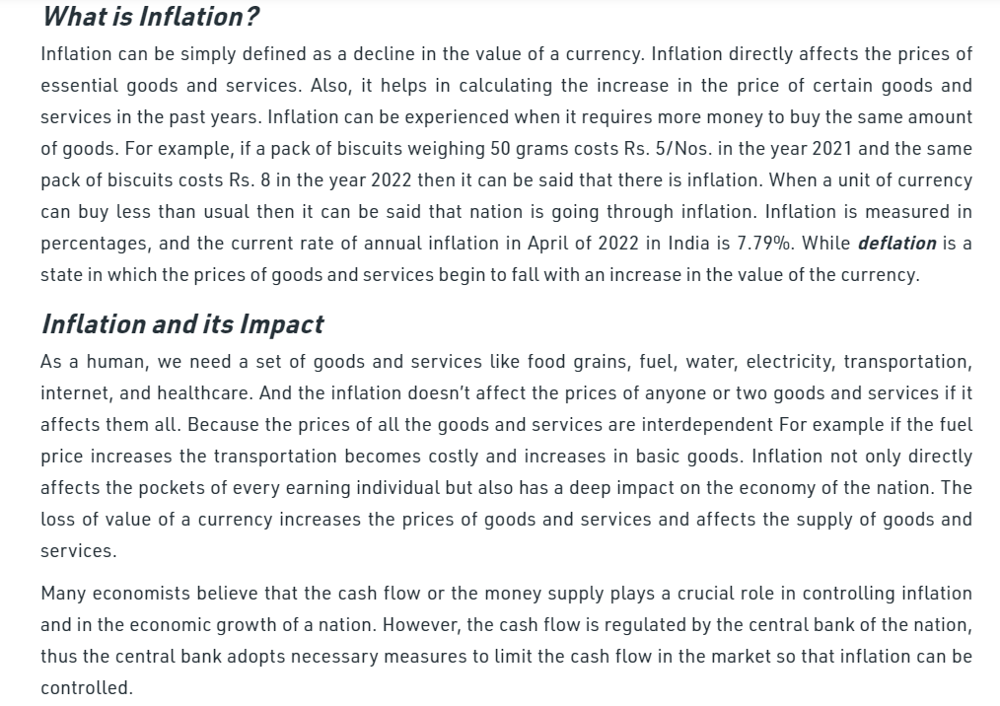 What is Inflation?
Inflation can be simply defined as a decline in the value of a currency. Inflation directly affects the prices of
essential goods and services. Also, it helps in calculating the increase in the price of certain goods and
services in the past years. Inflation can be experienced when it requires more money to buy the same amount
of goods. For example, if a pack of biscuits weighing 50 grams costs Rs. 5/Nos. in the year 2021 and the same
pack of biscuits costs Rs. 8 in the year 2022 then it can be said that there is inflation. When a unit of currency
can buy less than usual then it can be said that nation is going through inflation. Inflation is measured in
percentages, and the current rate of annual inflation in April of 2022 in India is 7.79%. While deflation is a
state in which the prices of goods and services begin to fall with an increase in the value of the currency.
Inflation and its Impact
As a human, we need a set of goods and services like food grains, fuel, water, electricity, transportation,
internet, and healthcare. And the inflation doesn't affect the prices of anyone or two goods and services if it
affects them all. Because the prices of all the goods and services are interdependent For example if the fuel
price increases the transportation becomes costly and increases in basic goods. Inflation not only directly
affects the pockets of every earning individual but also has a deep impact on the economy of the nation. The
loss of value of a currency increases the prices of goods and services and affects the supply of goods and
services.
Many economists believe that the cash flow or the money supply plays a crucial role in controlling inflation
and in the economic growth of a nation. However, the cash flow is regulated by the central bank of the nation,
thus the central bank adopts necessary measures to limit the cash flow in the market so that inflation can be
controlled.